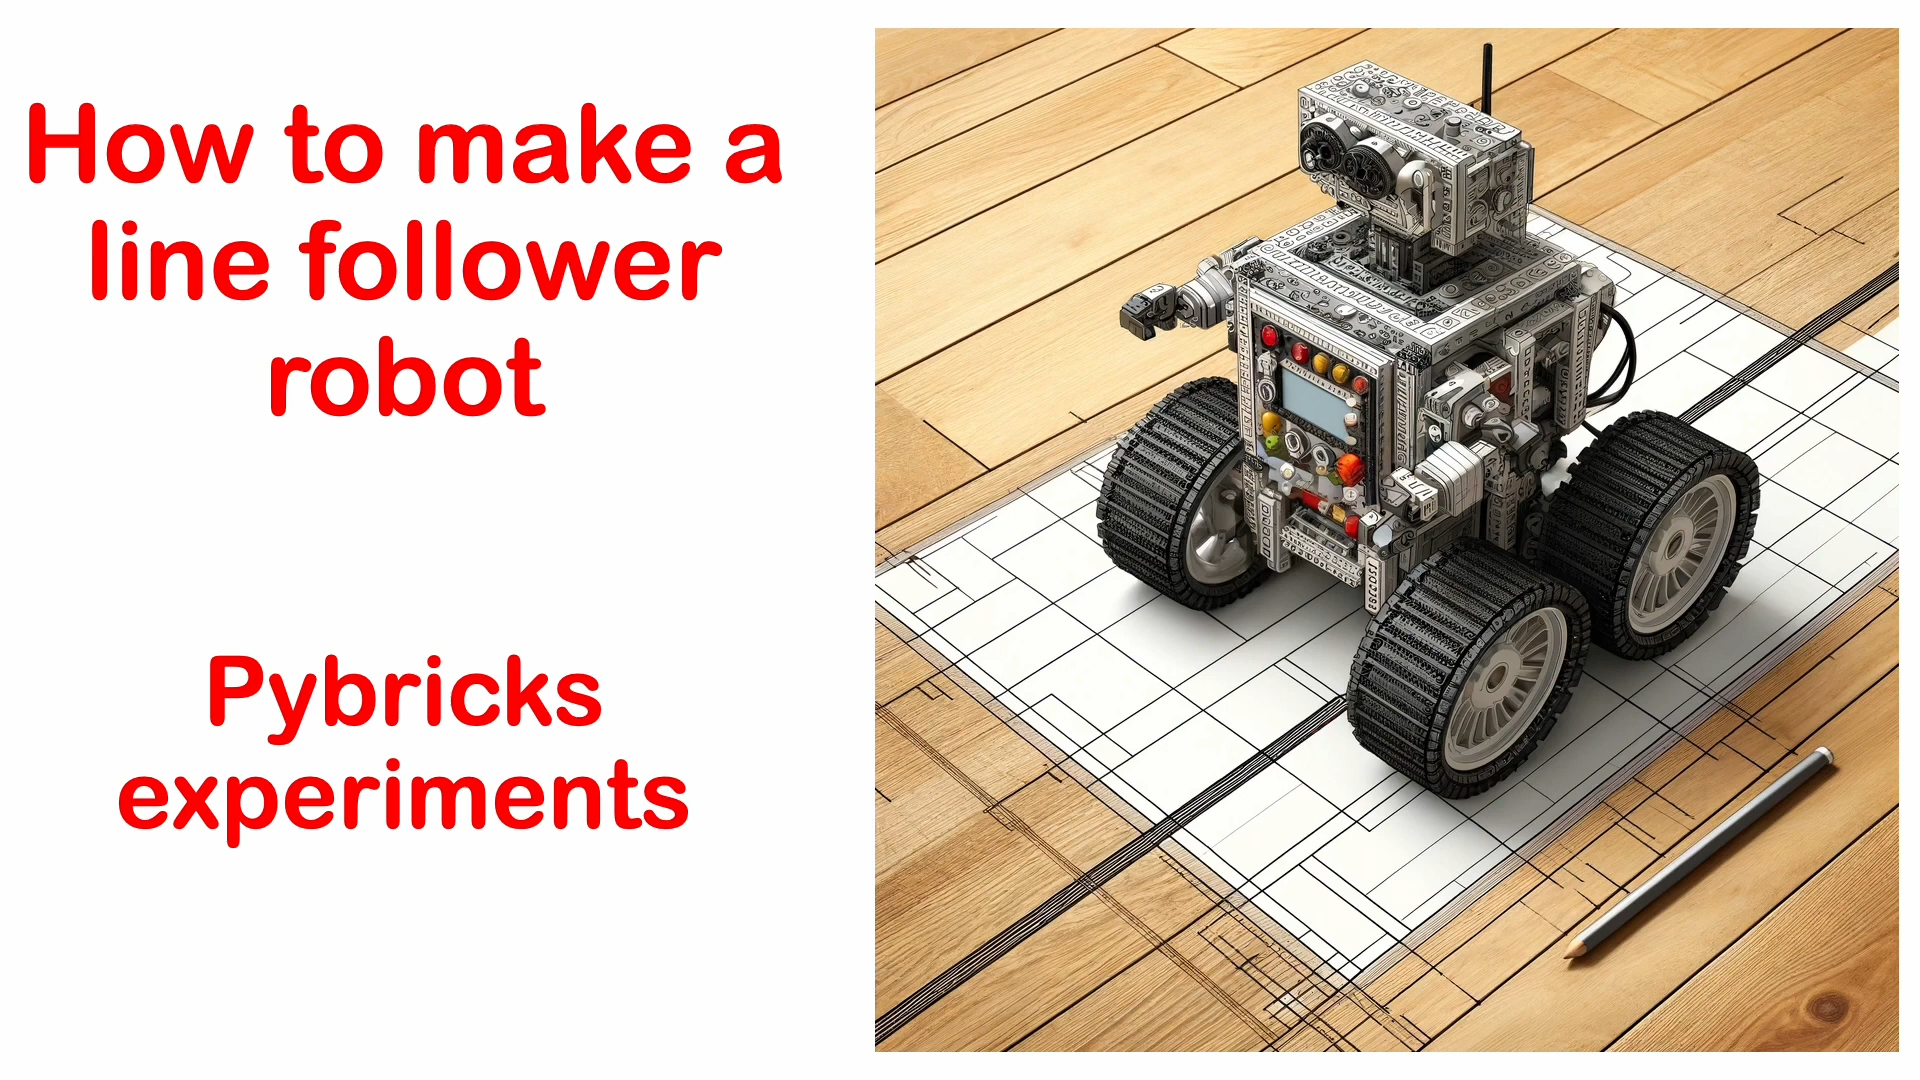 How to make a
line follower
robot
Pybricks
experiments